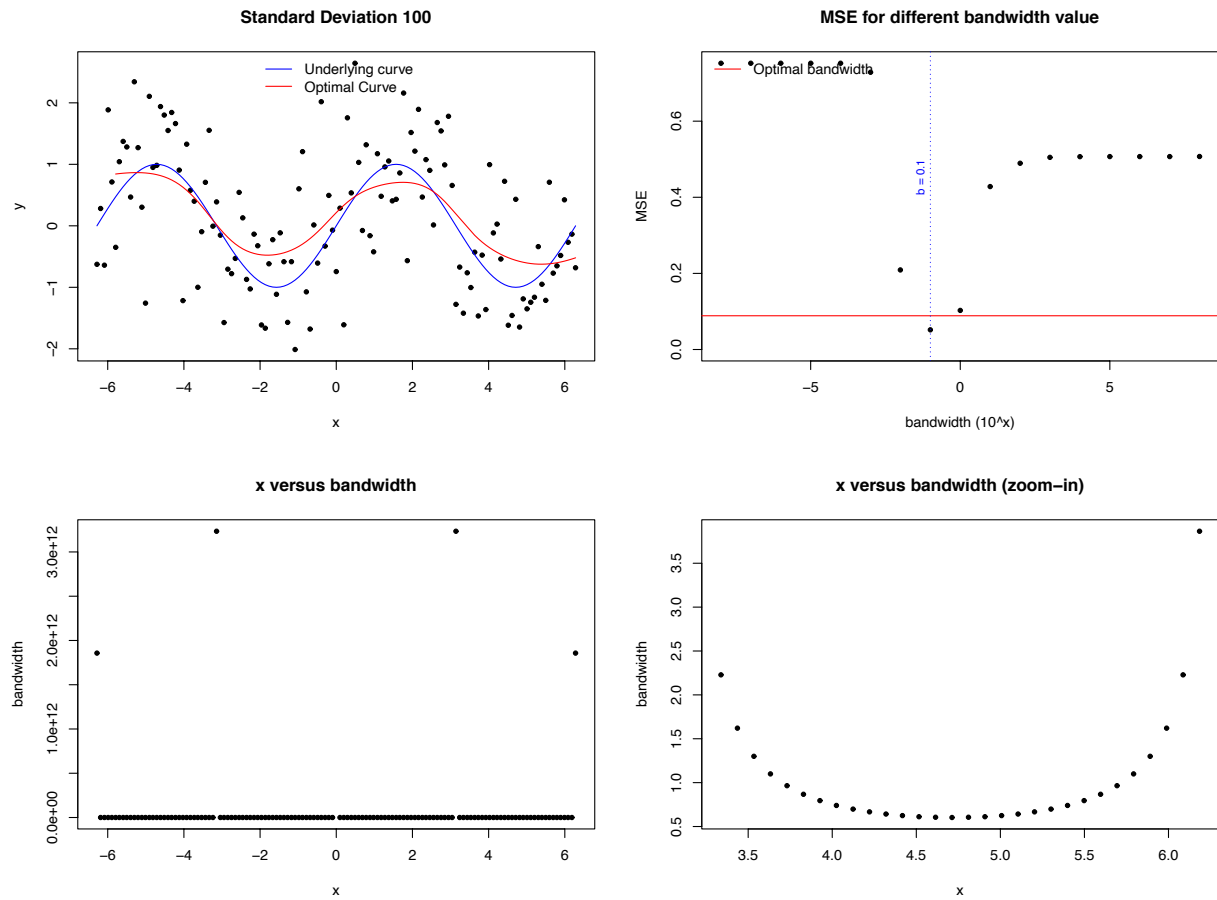 Standard Deviation 100
Underlying curve
Optimal Curve
y
2
1
0
−1
−2
−6
−4
−2
0
2
4
6
x
MSE for different bandwidth value
Optimal bandwidth
b = 0.1
MSE
0.6
0.4
0.2
0.0
−5
0
5
bandwidth (10^x)
x versus bandwidth
bandwidth
3.0e+12
2.0e+12
1.0e+12
0.0e+00
−6
−4
−2
0
2
4
6
x
x versus bandwidth (zoom−in)
bandwidth
3.5
3.0
2.5
2.0
1.5
1.0
0.5
3.5
4.0
4.5
5.0
5.5
6.0
x